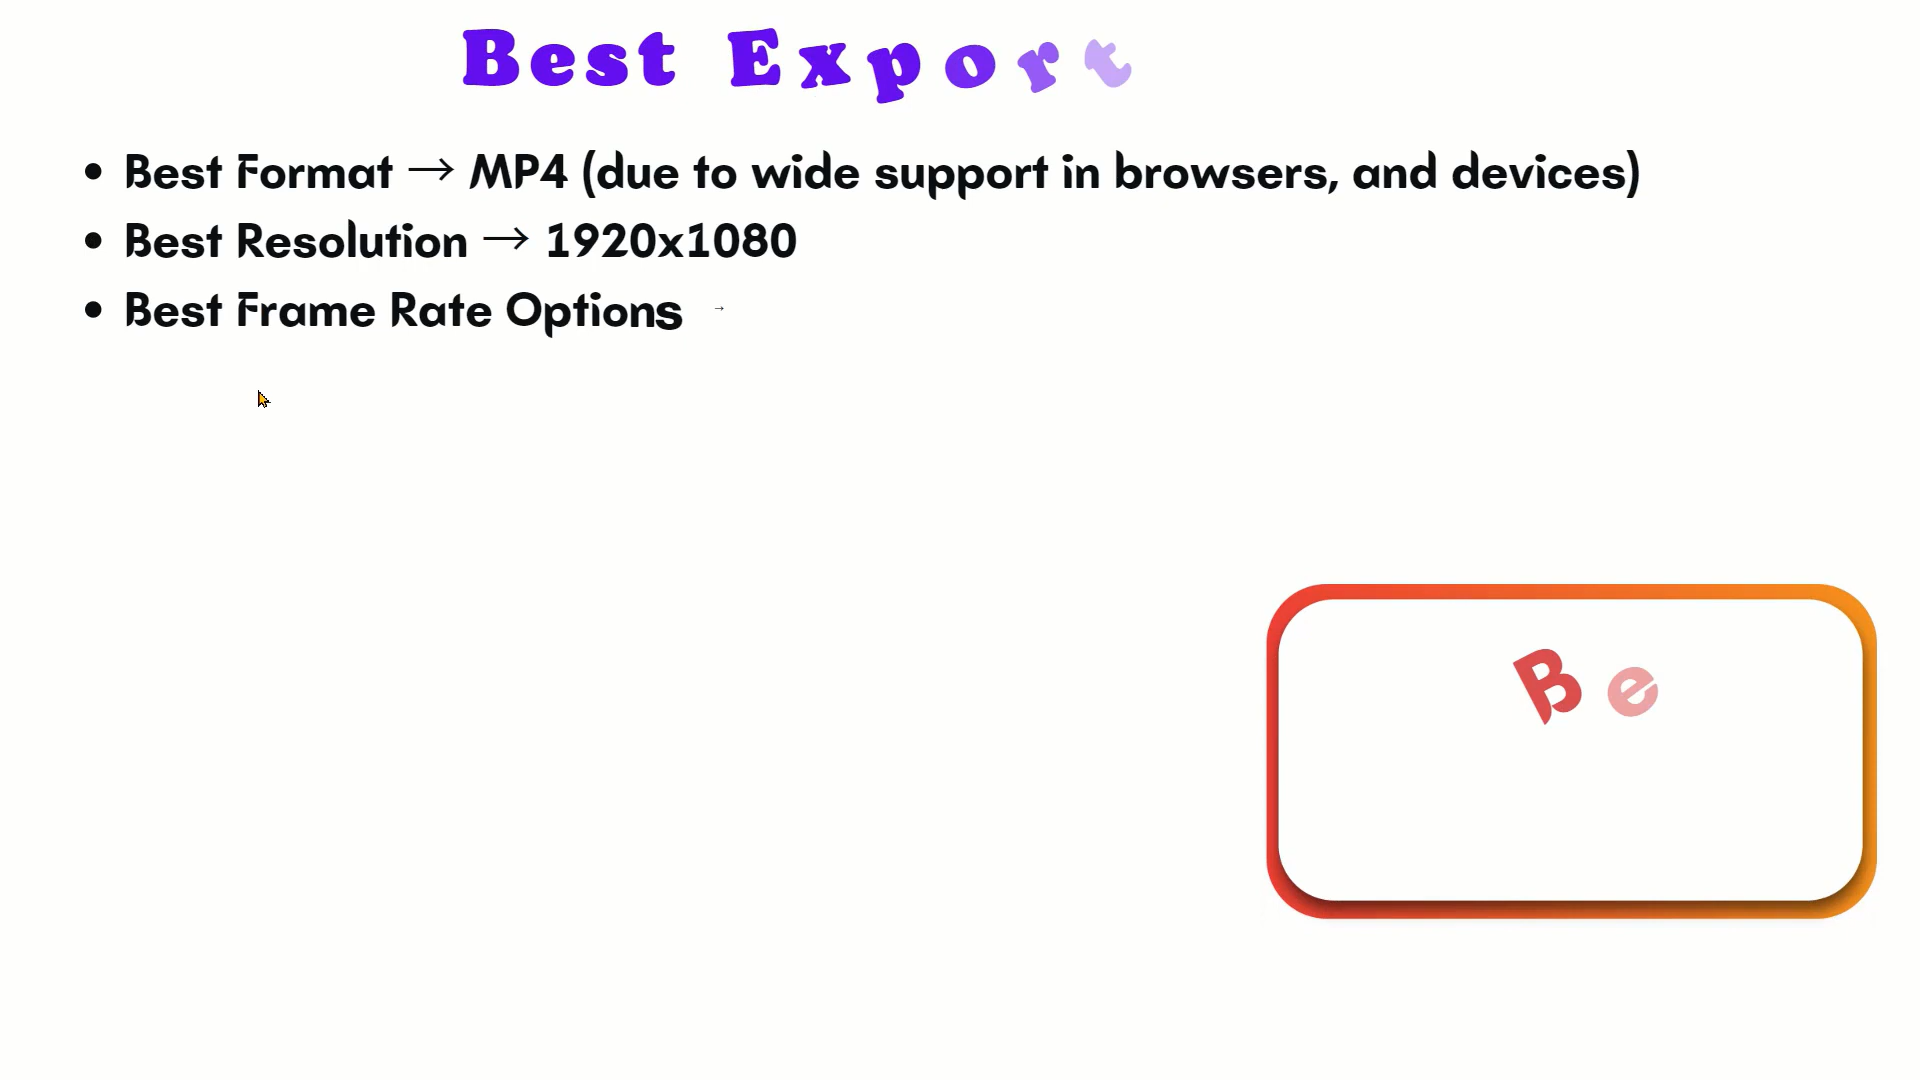 Best Export
• Best Format → MP4 (due to wide support in browsers, and devices)
• Best Resolution → 1920x1080
• Best Frame Rate Options →
Be